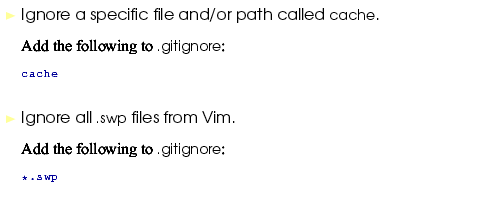 Ignore a specific file and/or path called cache.
Add the following to .gitignore:
cache
Ignore all .swp files from Vim.
Add the following to .gitignore:
*.swp